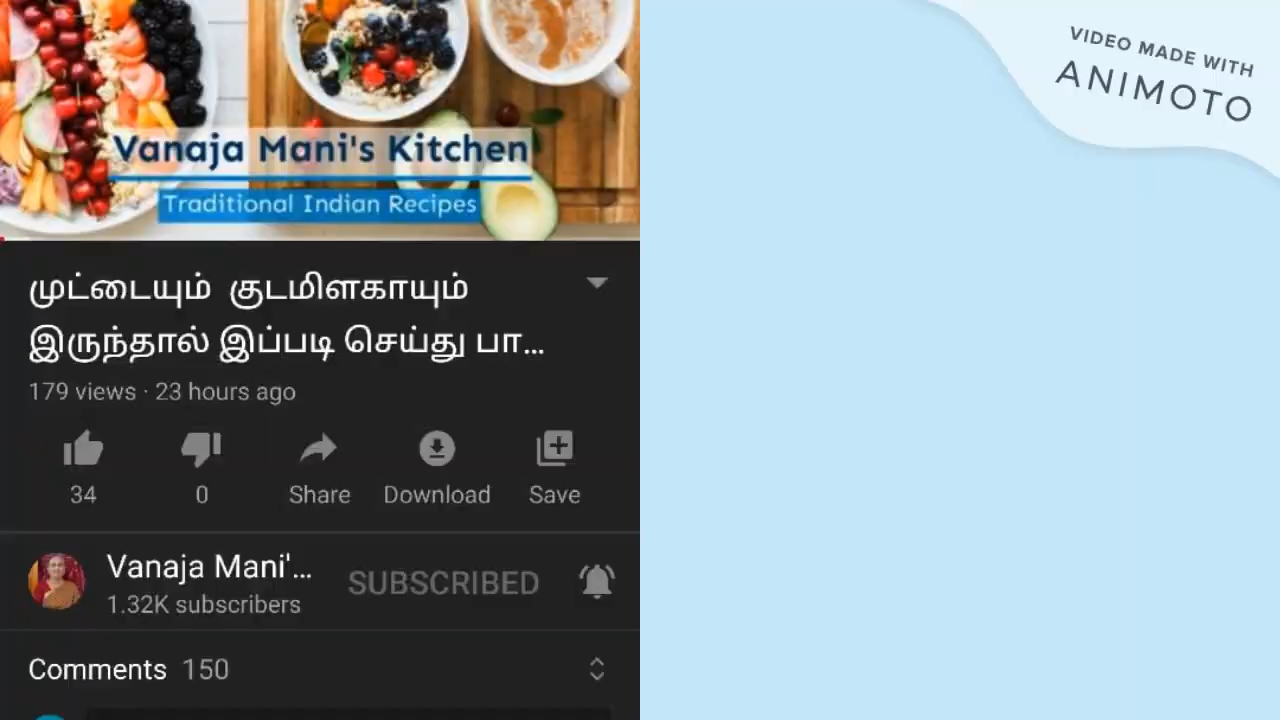 Vanaja Mani's Kitchen
Traditional Indian Recipes
முட்டையும் குடமிளகாயும்
இருந்தால் இப்படி செய்து பா...
179 views · 23 hours ago
34
0
Share
Download
Save
Vanaja Mani'...
SUBSCRIBED
1.32K subscribers
Comments 150
VIDEO MADE WITH
ANIMOTO